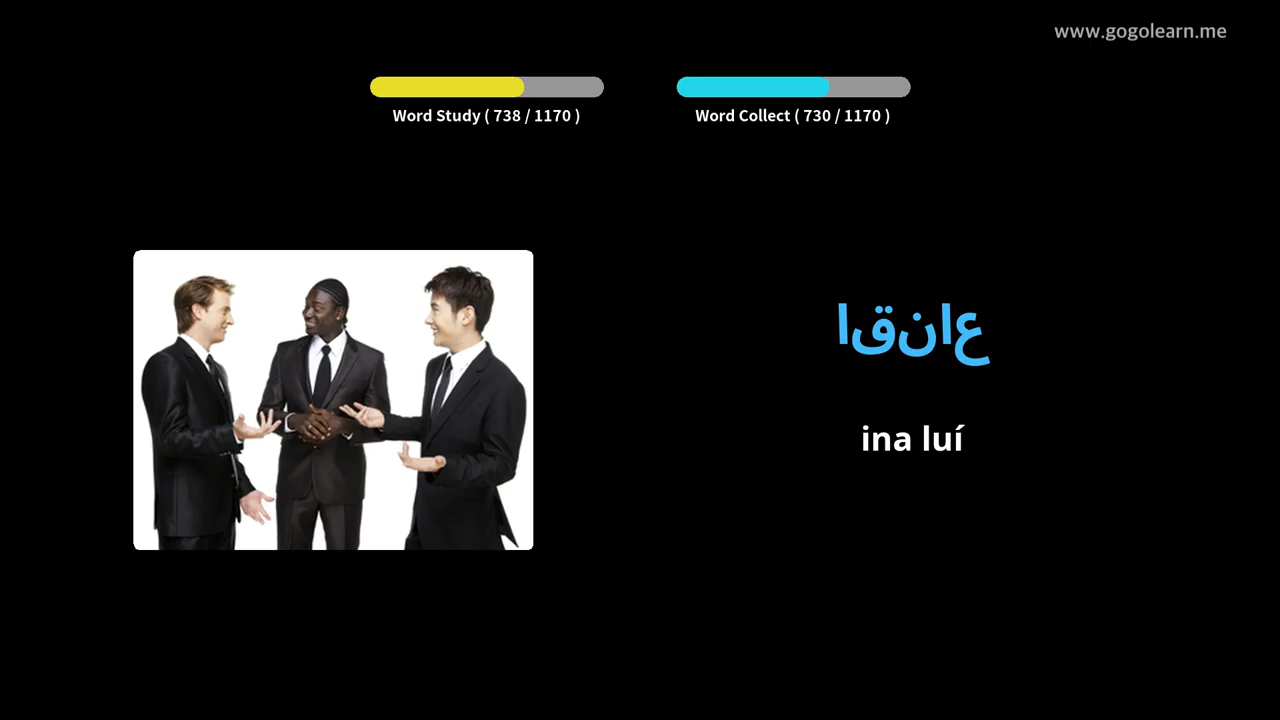 www.gogolearn.me
Word Study ( 738 / 1170 )
Word Collect ( 730 / 1170 )
اقناع
ina luí